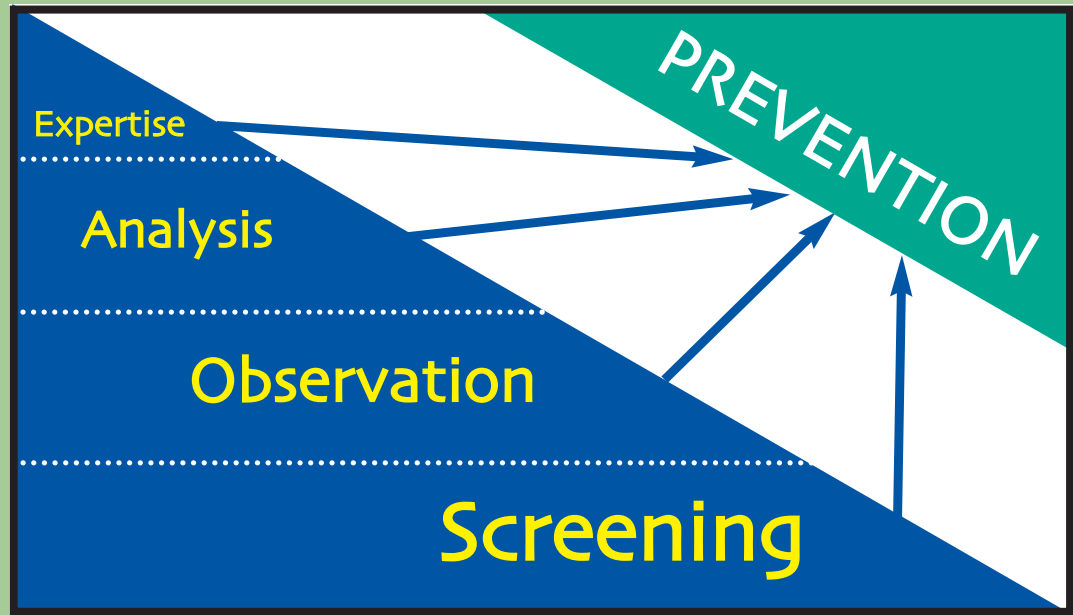 PREVENTION
Expertise
Analysis
Observation
Screening